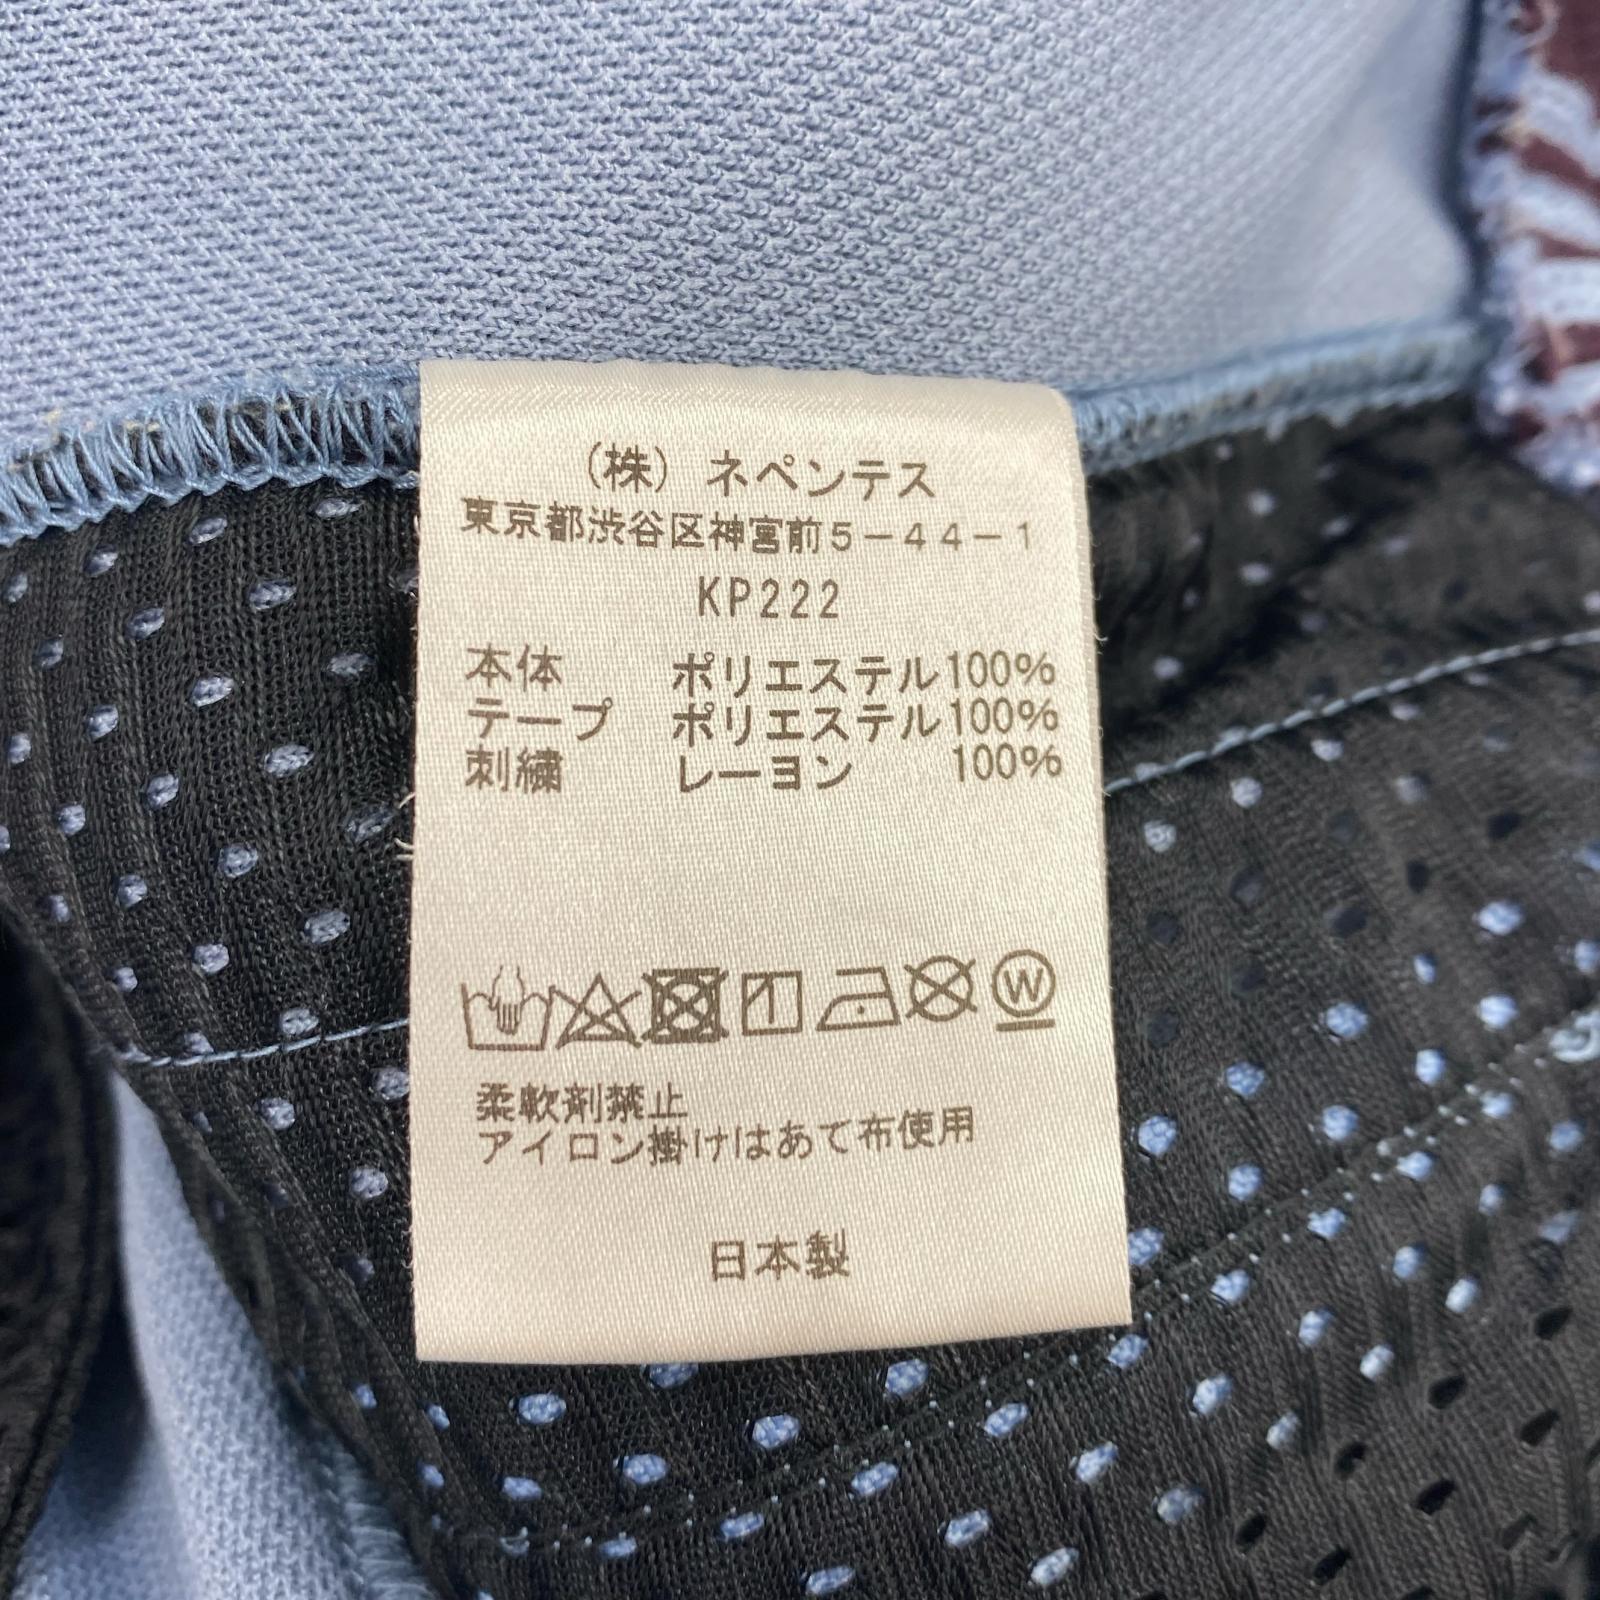 （株）ネペンテス
東京都渋谷区神宮前5－44－1
KP222
本体 ポリエステル100%
テープ ポリエステル100%
刺繍 レーヨン 100%
W
柔軟剤禁止
アイロン掛けはあて布使用
日本製